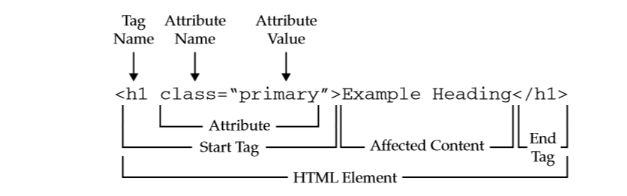 Tag Attribute Attribute
Name Name Value
<h1 class=“primary”>Example Heading</h1>
Attribute
Start Tag Affected Content End
Tag
HTML Element